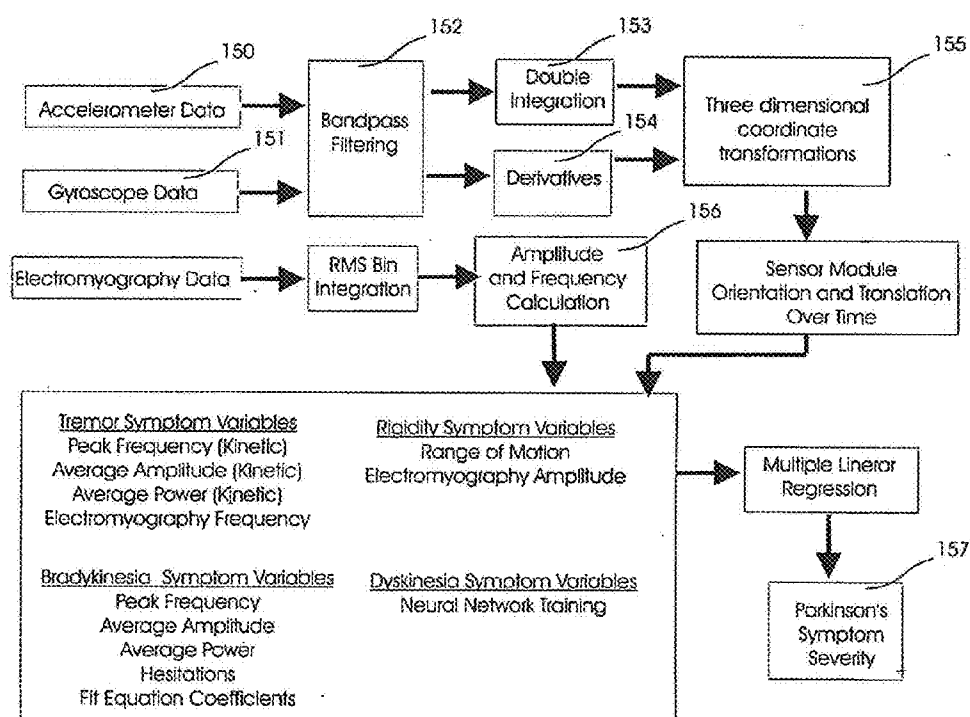 150
Accelerometer Data
151
Gyroscope Data
152
Bandpass
Filtering
153
Double
Integration
154
Derivatives
155
Three dimensional
coordinate
transformations
Electromyography Data
RMS Bin
Integration
156
Amplitude
and Frequency
Calculation
Sensor Module
Orientation and Translation
Over Time
Tremor Symptom Variables
Peak Frequency (Kinetic)
Average Amplitude (Kinetic)
Average Power (Kinetic)
Electromyography Frequency
Rigidity Symptom Variables
Range of Motion
Electromyography Amplitude
Bradykinesia Symptom Variables
Peak Frequency
Average Amplitude
Average Power
Hesitations
Fit Equation Coefficients
Dyskinesia Symptom Variables
Neural Network Training
Multiple Linerar
Regression
157
Parkinson's
Symptom
Severity